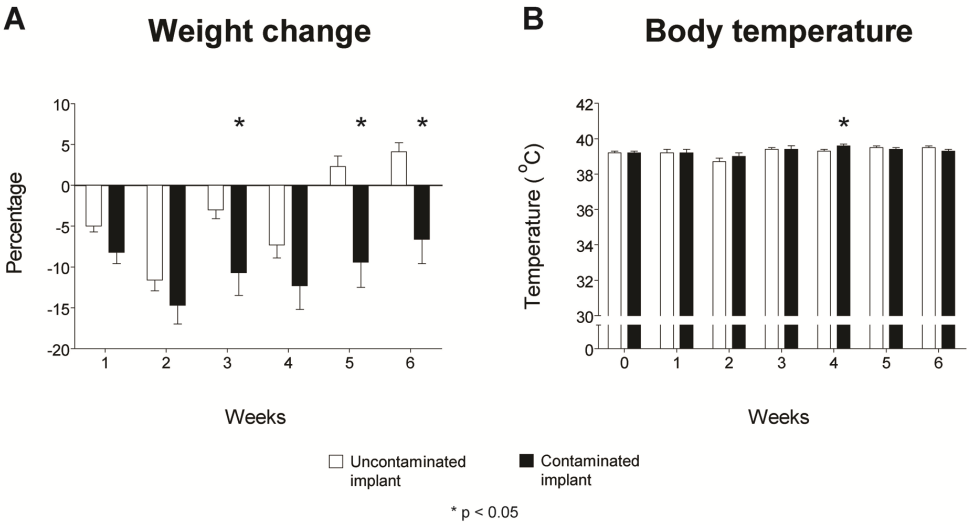 A
Weight change
Percentage
10
5
0
-5
-10
-15
-20
* * *
1 2 3 4 5 6
Weeks
B
Body temperature
Temperature ( °C)
42
40
38
36
34
32
30
0
*
0 1 2 3 4 5 6
Weeks
Uncontaminated
implant
Contaminated
implant
* p < 0.05